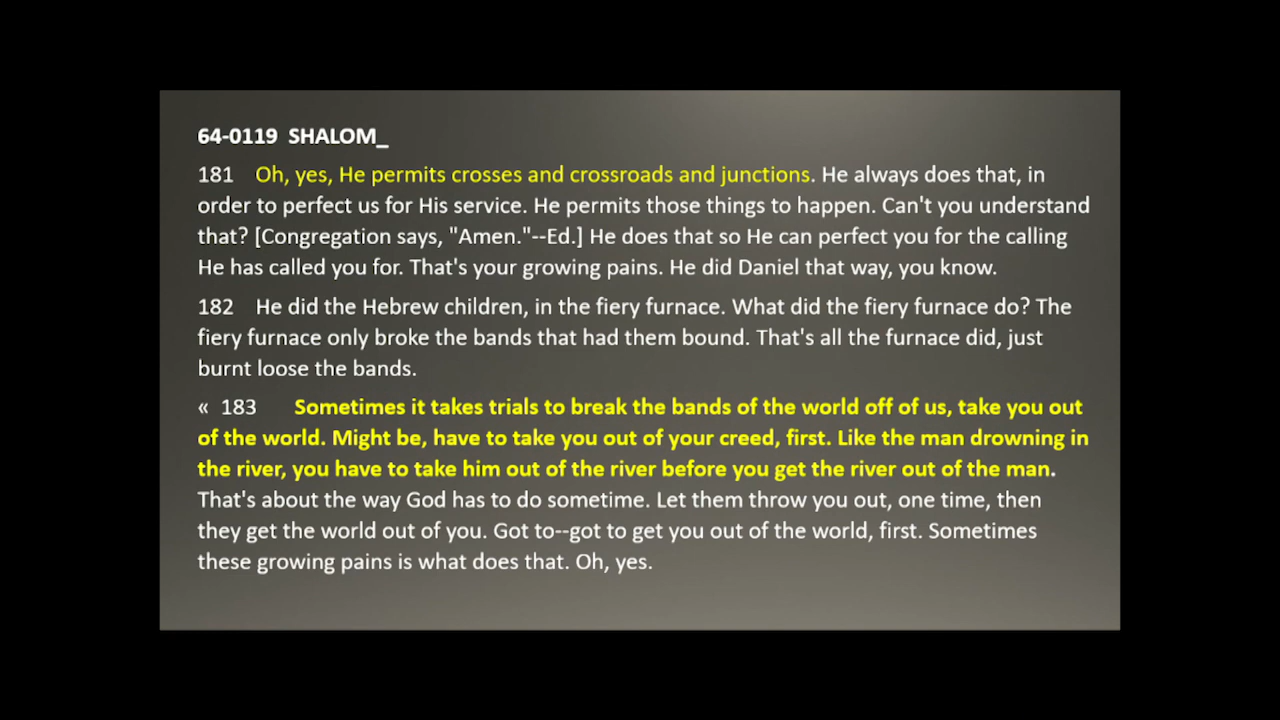 64-0119 SHALOM_
181 Oh, yes, He permits crosses and crossroads and junctions. He always does that, in
order to perfect us for His service. He permits those things to happen. Can't you understand
that? [Congregation says, "Amen."--Ed.] He does that so He can perfect you for the calling
He has called you for. That's your growing pains. He did Daniel that way, you know.
182 He did the Hebrew children, in the fiery furnace. What did the fiery furnace do? The
fiery furnace only broke the bands that had them bound. That's all the furnace did, just
burnt loose the bands.
« 183 Sometimes it takes trials to break the bands of the world off of us, take you out
of the world. Might be, have to take you out of your creed, first. Like the man drowning in
the river, you have to take him out of the river before you get the river out of the man.
That's about the way God has to do sometime. Let them throw you out, one time, then
they get the world out of you. Got to--got to get you out of the world, first. Sometimes
these growing pains is what does that. Oh, yes.